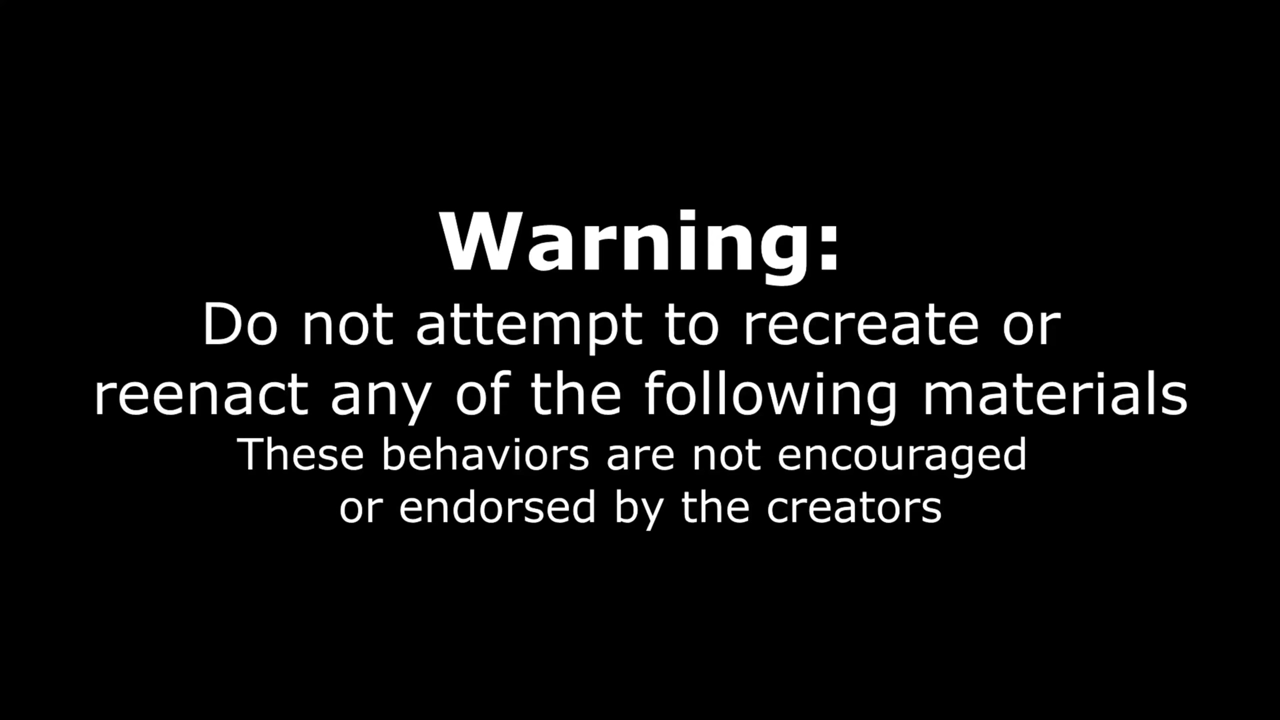 Warning:
Do not attempt to recreate or
reenact any of the following materials
These behaviors are not encouraged
or endorsed by the creators